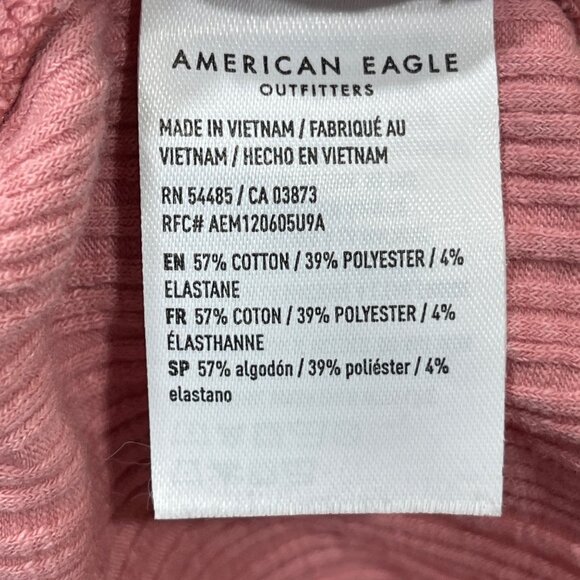 AMERICAN EAGLE
OUTFITTERS
MADE IN VIETNAM / FABRIQUÉ AU
VIETNAM / HECHO EN VIETNAM
RN 54485 / CA 03873
RFC# AEM120605U9A
EN 57% COTTON / 39% POLYESTER / 4%
ELASTANE
FR 57% COTON / 39% POLYESTER / 4%
ÉLASTHANNE
SP 57% algodón / 39% poliéster / 4%
elastano